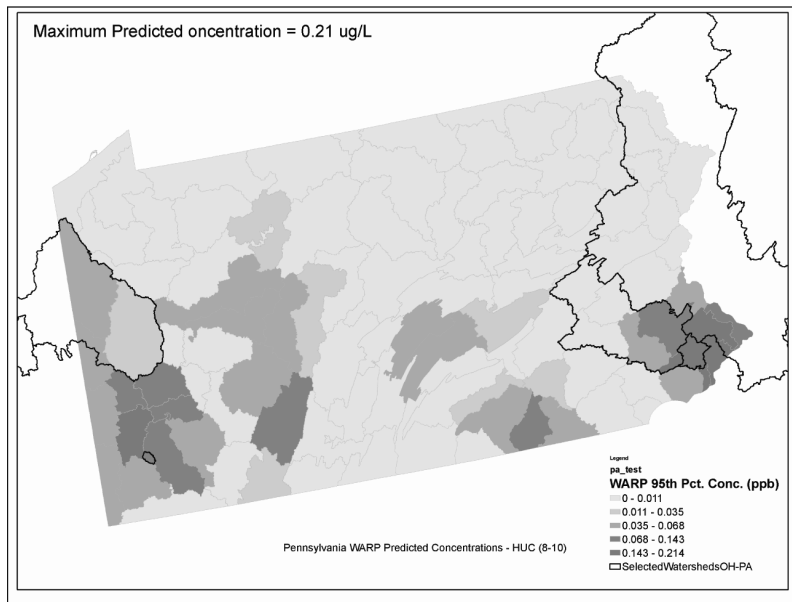 Maximum Predicted oncentration = 0.21 ug/L
Pennsylvania WARP Predicted Concentrations - HUC (8-10)
Legend
pa_test
WARP 95th Pct. Conc. (ppb)
0 - 0.011
0.011 - 0.035
0.035 - 0.068
0.068 - 0.143
0.143 - 0.214
SelectedWatershedsOH-PA